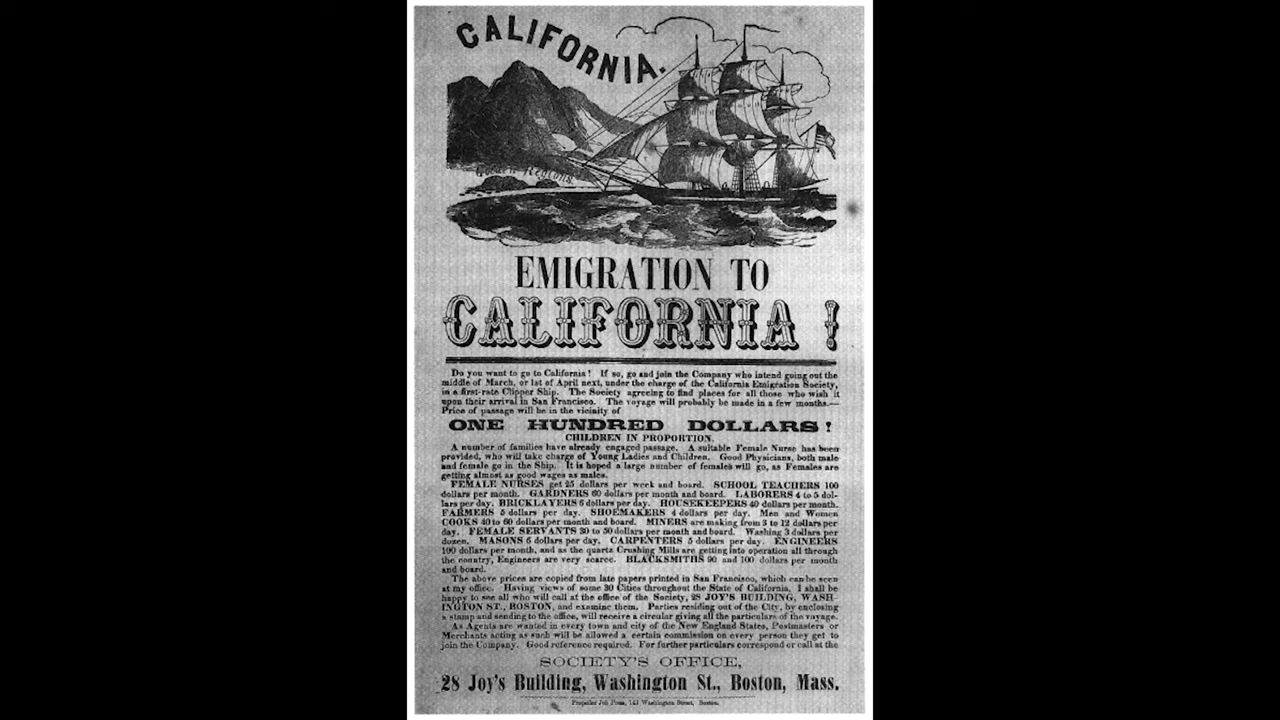 CALIFORNIA.
Golden Regions
EMIGRATION TO
CALIFORNIA !
Do you want to go to California? If so, go and join the Company who intend going out the
middle of March, or 1st of April next, under the charge of the California Emigration Society,
in a first-rate Clipper Ship. The Society agreeing to find places for all those who wish it
upon their arrival in San Francisco. The voyage will probably be made in a few months.—
Price of passage will be in the vicinity of
ONE HUNDRED DOLLARS!
CHILDREN IN PROPORTION.
A number of families have already engaged passage. A suitable Female Nurse has been
provided, who will take charge of Young Ladies and Children. Good Physicians, both male
and female go in the Ship. It is hoped a large number of females will go, as Females are
getting almost as good wages as males.
FEMALE NURSES get 25 dollars per week and board. SCHOOL TEACHERS 100
dollars per month. GARDNERS 60 dollars per month and board. LABORERS 4 to 5 dol-
lars per day. BRICKLAYERS 6 dollars per day. HOUSEKEEPERS 40 dollars per month.
FARMERS 5 dollars per day. SHOEMAKERS 4 dollars per day. Men and Women
COOKS 40 to 60 dollars per month and board. MINERS are making from 3 to 12 dollars per
day. FEMALE SERVANTS 30 to 50 dollars per month and board. Washing 3 dollars per
dozen. MASONS 6 dollars per day. CARPENTERS 5 dollars per day. ENGINEERS
100 dollars per month, and as the quartz Crushing Mills are getting into operation all through
the country, Engineers are very scarce. BLACKSMITHS 90 and 100 dollars per month
and board.
The above prices are copied from late papers printed in San Francisco, which can be seen
at my office. Having views of some 30 Cities throughout the State of California, I shall be
happy to see all who will call at the office of the Society, 28 JOY'S BUILDING, WASH-
INGTON ST., BOSTON, and examine them. Parties residing out of the City, by enclosing
a stamp and sending to the office, will receive a circular giving all the particulars of the voyage.
As Agents are wanted in every town and city of the New England States, Postmasters or
Merchants acting as such will be allowed a certain commission on every person they get to
join the Company. Good reference required. For further particulars correspond or call at the
SOCIETY'S OFFICE,
28 Joy's Building, Washington St., Boston, Mass.
Propeller Job Press, 142 Washington Street, Boston.